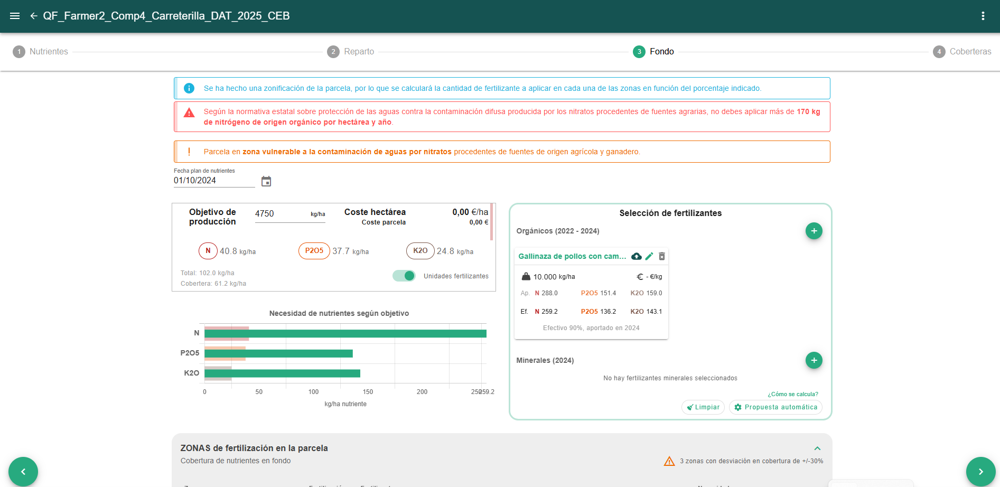 QF_Farmer2_Comp4_Carreterilla_DAT_2025_CEB
1 Nutrientes
2 Reparto
3 Fondo
4 Coberteras
Se ha hecho una zonificación de la parcela, por lo que se calculará la cantidad de fertilizante a aplicar en cada una de las zonas en función del porcentaje indicado.
Según la normativa estatal sobre protección de las aguas contra la contaminación difusa producida por los nitratos procedentes de fuentes agrarias, no debes aplicar más de 170 kg
de nitrógeno de origen orgánico por hectárea y año.
Parcela en zona vulnerable a la contaminación de aguas por nitratos procedentes de fuentes de origen agrícola y ganadero.
Fecha plan de nutrientes
01/10/2024
Objetivo de
producción
4750 kg/ha
Coste hectárea 0,00 €/ha
Coste parcela 0,00 €
N 40.8 kg/ha
P2O5 37.7 kg/ha
K2O 24.8 kg/ha
Total: 102.0 kg/ha
Cobertera: 61.2 kg/ha
Unidades fertilizantes
Necesidad de nutrientes según objetivo
N
P2O5
K2O
0 50 100 150 200 250 259.2
kg/ha nutriente
Selección de fertilizantes
Orgánicos (2022 - 2024)
Gallinaza de pollos con cam...
10.000 kg/ha
€ - €/kg
Ap. N 288.0 P2O5 151.4 K2O 159.0
Ef. N 259.2 P2O5 136.2 K2O 143.1
Efectivo 90%, aportado en 2024
Minerales (2024)
No hay fertilizantes minerales seleccionados
¿Cómo se calcula?
Limpiar
Propuesta automática
ZONAS de fertilización en la parcela
Cobertura de nutrientes en fondo
3 zonas con desviación en cobertura de +/-30%